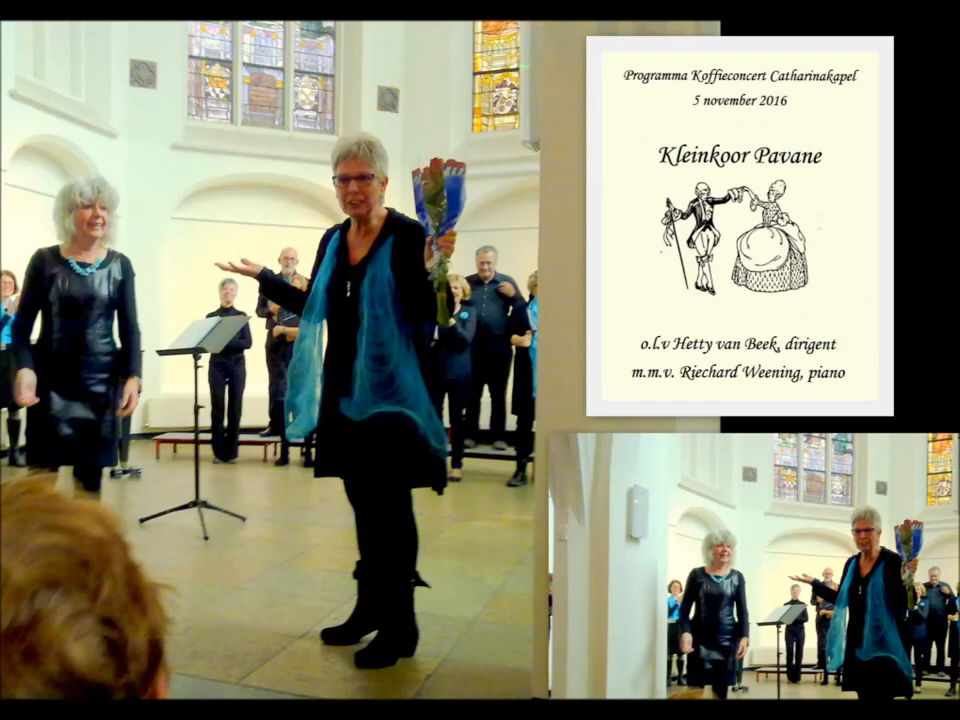 Programma Koffieconcert Catharinakapel
5 november 2016
Kleinkoor Pavane
o.l.v Hetty van Beek, dirigent
m.m.v. Riechard Weening, piano